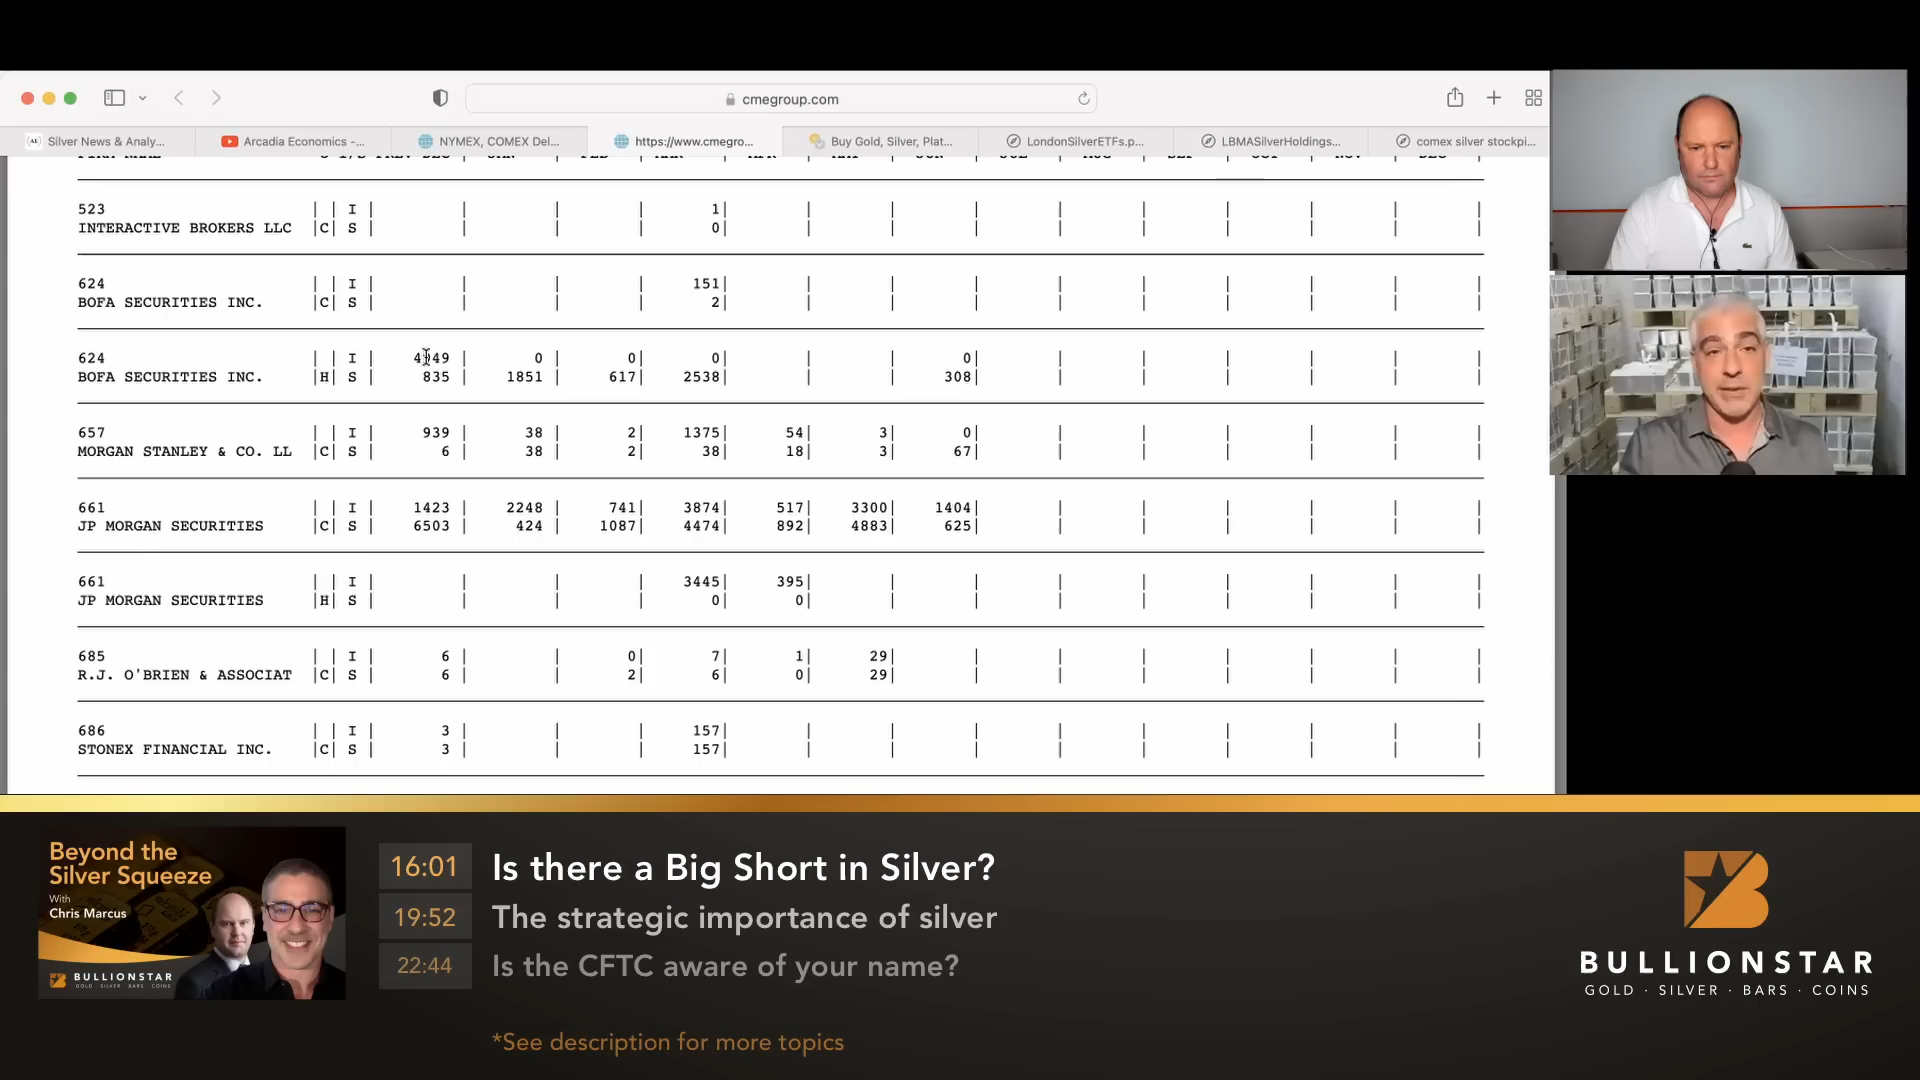 cmegroup.com
Silver News & Analy...
Arcadia Economics -...
NYMEX, COMEX Del...
https://www.cmegro...
Buy Gold, Silver, Plat...
LondonSilverETFs.p...
LBMASilverHoldings...
comex silver stockpi...
523 | | I | | | | 1| | | | | | | | | |
INTERACTIVE BROKERS LLC |C| S | | | | 0| | | | | | | | | |
624 | | I | | | | 151| | | | | | | | | |
BOFA SECURITIES INC. |C| S | | | | 2| | | | | | | | | |
624 | | I | 4949 | 0 | 0| 0| | | 0| | | | | | |
BOFA SECURITIES INC. |H| S | 835 | 1851 | 617| 2538| | | 308| | | | | | |
657 | | I | 939 | 38 | 2| 1375| 54| 3| 0| | | | | | |
MORGAN STANLEY & CO. LL |C| S | 6 | 38 | 2| 38| 18| 3| 67| | | | | | |
661 | | I | 1423 | 2248 | 741| 3874| 517| 3300| 1404| | | | | | |
JP MORGAN SECURITIES |C| S | 6503 | 424 | 1087| 4474| 892| 4883| 625| | | | | | |
661 | | I | | | | 3445| 395| | | | | | | | |
JP MORGAN SECURITIES |H| S | | | | 0| 0| | | | | | | | |
685 | | I | 6 | | 0| 7| 1| 29| | | | | | | |
R.J. O'BRIEN & ASSOCIAT |C| S | 6 | | 2| 6| 0| 29| | | | | | | |
686 | | I | 3 | | | 157| | | | | | | | | |
STONEX FINANCIAL INC. |C| S | 3 | | | 157| | | | | | | | | |
Beyond the
Silver Squeeze
With
Chris Marcus
BULLIONSTAR
GOLD SILVER BARS COINS
16:01 Is there a Big Short in Silver?
19:52 The strategic importance of silver
22:44 Is the CFTC aware of your name?
*See description for more topics
BULLIONSTAR
GOLD · SILVER · BARS · COINS